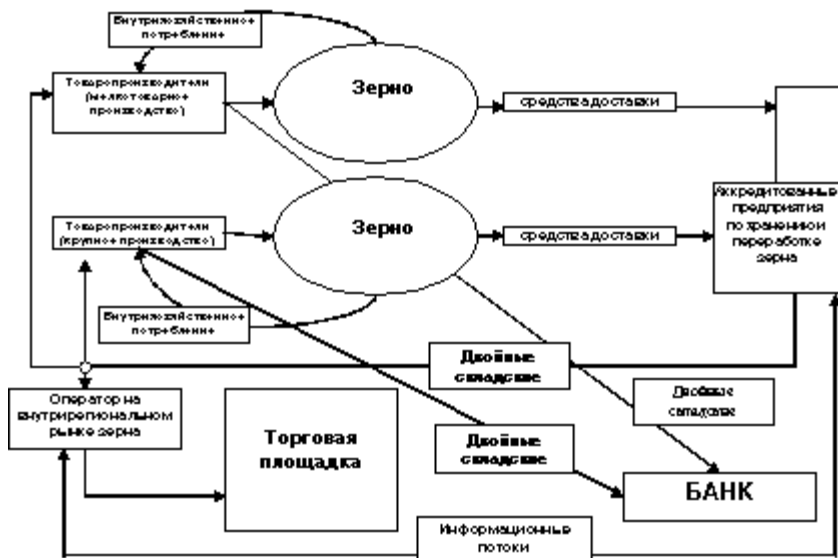 Внутрихозяйственное
потребление
Товаропроизводители
(мелкотоварное
производство)
Зерно
средства доставки
Товаропроизводители
(крупное производство)
Зерно
средства доставки
Аккредитованные
предприятия
по хранению и
переработке
зерна
Внутрихозяйственное
потребление
Двойные
складские
Двойные
складские
Оператор на
внутрирегиональном
рынке зерна
Торговая
площадка
Двойные
складские
БАНК
Информационные
потоки